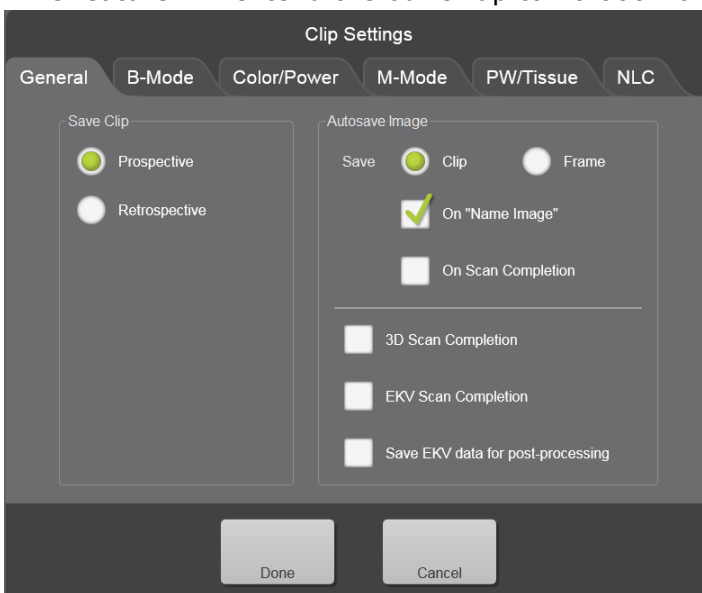 Clip Settings
General B-Mode Color/Power M-Mode PW/Tissue NLC
Save Clip
Prospective
Retrospective
Autosave Image
Save Clip Frame
On "Name Image"
On Scan Completion
3D Scan Completion
EKV Scan Completion
Save EKV data for post-processing
Done Cancel